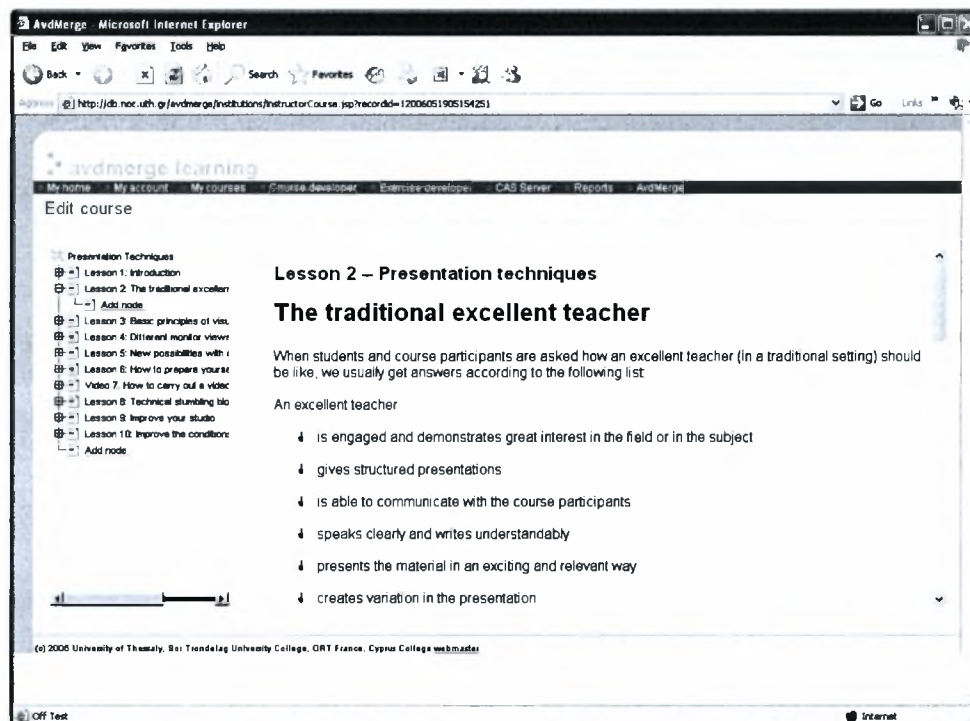 AvdMerge - Microsoft Internet Explorer
File Edit View Favorites Tools Help
Back Search Favorites
Address http://db.noc.uth.gr/avdmerge/institutions/InstructorCourse.jsp?recordId=12006051905154251 Go Links »
avdmerge learning
My home My account My courses Course developer Exercise developer CAS Server Reports AvdMerge
Edit course
Presentation Techniques
Lesson 1: Introduction
Lesson 2 The traditional excellen
Add node
Lesson 3 Basic principles of visu
Lesson 4: Different monitor views
Lesson 5: New possibilities with
Lesson 6: How to prepare yourse
Video 7. How to carry out a video
Lesson 8: Technical stumbling blo
Lesson 9: Improve your studio
Lesson 10: Improve the conditions
Add node
Lesson 2 – Presentation techniques
The traditional excellent teacher
When students and course participants are asked how an excellent teacher (in a traditional setting) should
be like, we usually get answers according to the following list
An excellent teacher
is engaged and demonstrates great interest in the field or in the subject
gives structured presentations
is able to communicate with the course participants
speaks clearly and writes understandably
presents the material in an exciting and relevant way
creates variation in the presentation
(c) 2006 University of Thessaly, Sor Trondelag University College, ORT France, Cyprus College webmaster
Off Test Internet